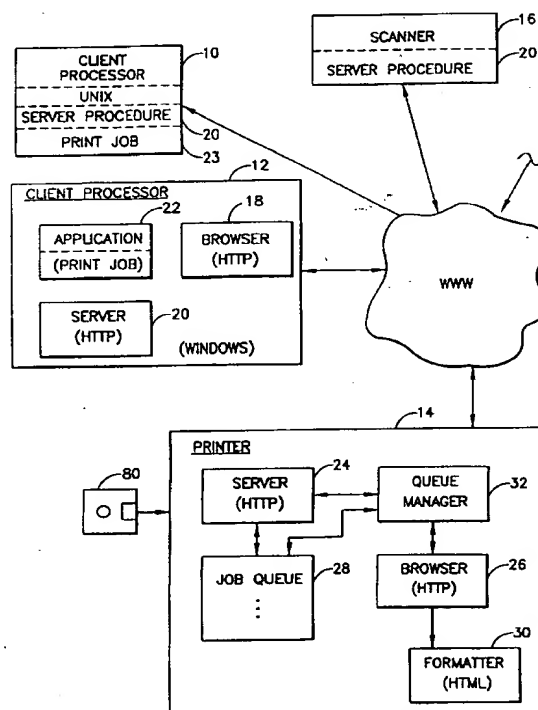 CLIENT
PROCESSOR
UNIX
SERVER PROCEDURE
PRINT JOB
10
20
23
SCANNER
SERVER PROCEDURE
16
20
12
CLIENT PROCESSOR
22
APPLICATION
(PRINT JOB)
18
BROWSER
(HTTP)
20
SERVER
(HTTP)
(WINDOWS)
WWW
14
PRINTER
80
24
SERVER
(HTTP)
QUEUE
MANAGER
32
JOB QUEUE
28
BROWSER
(HTTP)
26
30
FORMATTER
(HTML)